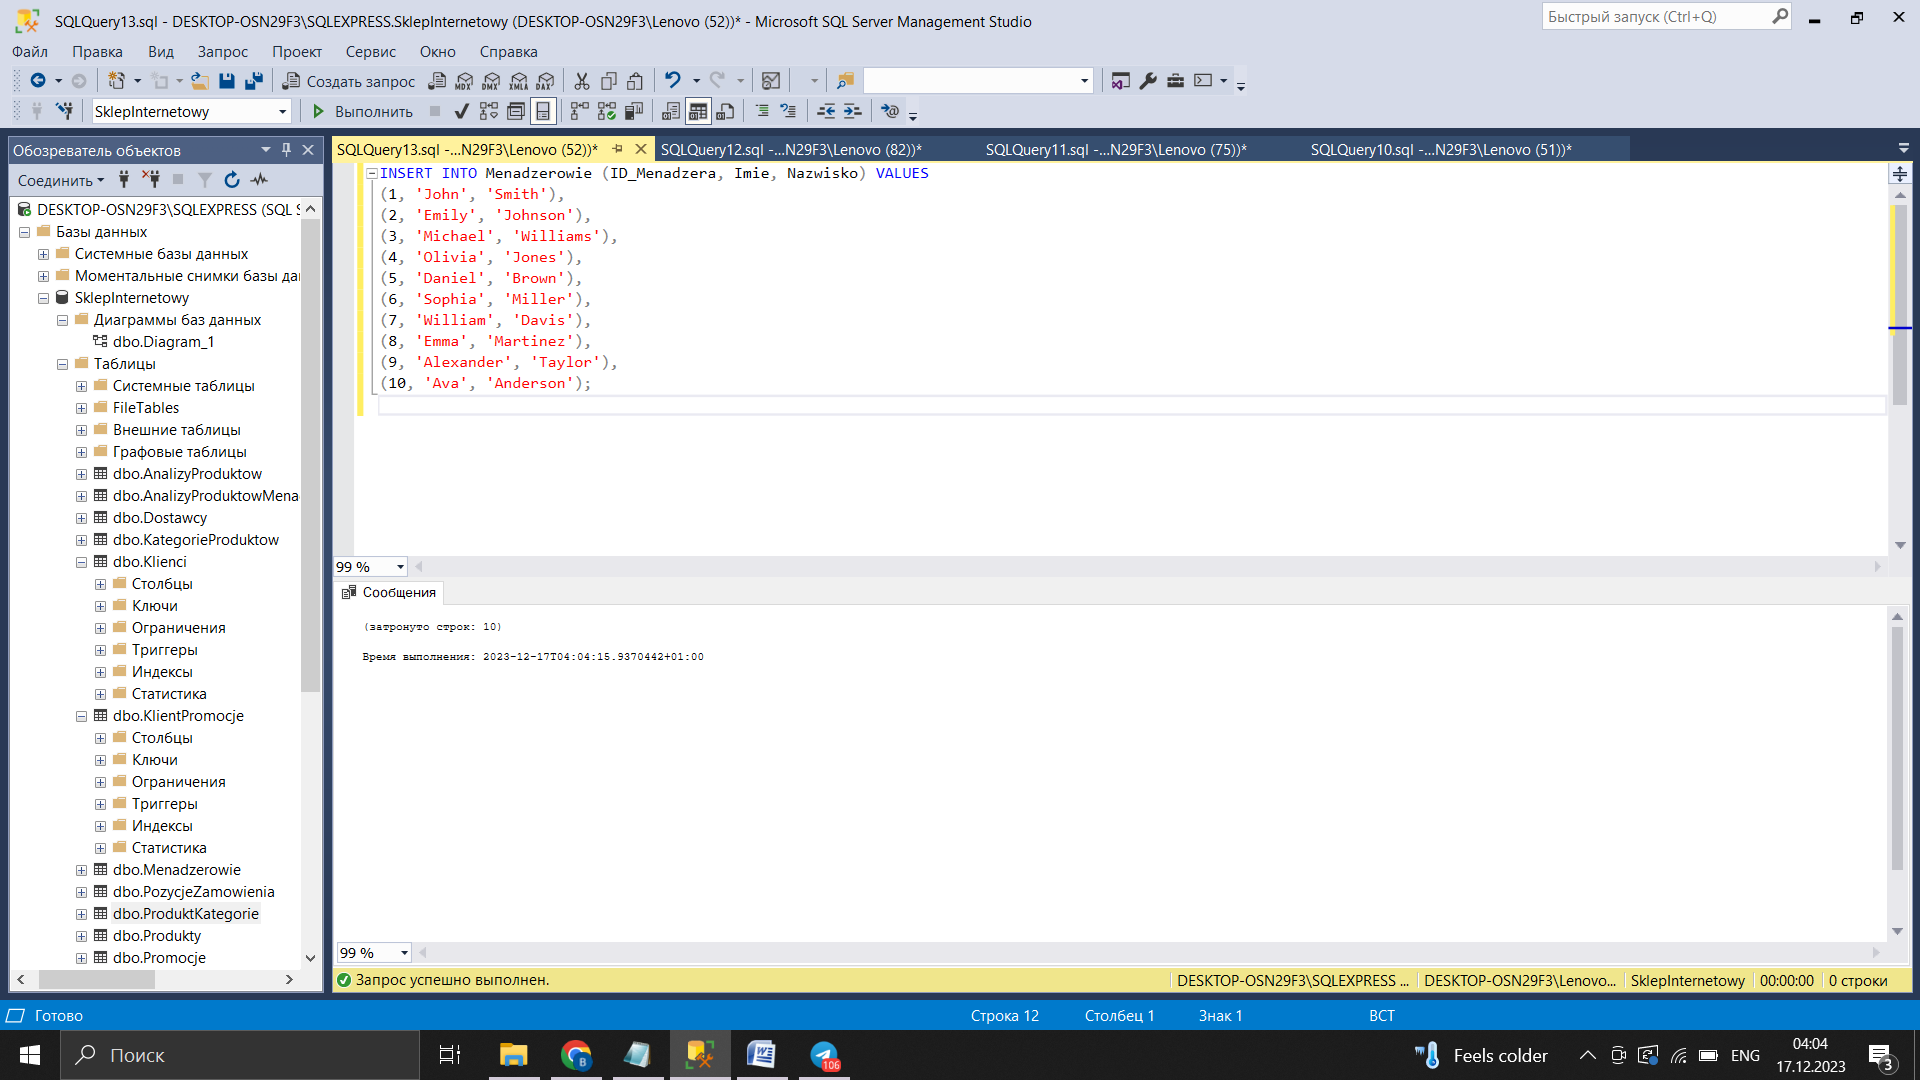 SQLQuery13.sql - DESKTOP-OSN29F3\SQLEXPRESS.SklepInternetowy (DESKTOP-OSN29F3\Lenovo (52))* - Microsoft SQL Server Management Studio
Быстрый запуск (Ctrl+Q)
Файл Правка Вид Запрос Проект Сервис Окно Справка
Создать запрос MDX DMX XMLA DAX
SklepInternetowy Выполнить
Обозреватель объектов
Соединить
DESKTOP-OSN29F3\SQLEXPRESS (SQL S
Базы данных
Системные базы данных
Моментальные снимки базы да
SklepInternetowy
Диаграммы баз данных
dbo.Diagram_1
Таблицы
Системные таблицы
FileTables
Внешние таблицы
Графовые таблицы
dbo.AnalizyProduktow
dbo.AnalizyProduktowMena
dbo.Dostawcy
dbo.KategorieProduktow
dbo.Klienci
Столбцы
Ключи
Ограничения
Триггеры
Индексы
Статистика
dbo.KlientPromocje
Столбцы
Ключи
Ограничения
Триггеры
Индексы
Статистика
dbo.Menadzerowie
dbo.PozycjeZamowienia
dbo.ProduktKategorie
dbo.Produkty
dbo.Promocje
SQLQuery13.sql -...N29F3\Lenovo (52))* SQLQuery12.sql -...N29F3\Lenovo (82))* SQLQuery11.sql -...N29F3\Lenovo (75))* SQLQuery10.sql -...N29F3\Lenovo (51))*
INSERT INTO Menadzerowie (ID_Menadzera, Imie, Nazwisko) VALUES
(1, 'John', 'Smith'),
(2, 'Emily', 'Johnson'),
(3, 'Michael', 'Williams'),
(4, 'Olivia', 'Jones'),
(5, 'Daniel', 'Brown'),
(6, 'Sophia', 'Miller'),
(7, 'William', 'Davis'),
(8, 'Emma', 'Martinez'),
(9, 'Alexander', 'Taylor'),
(10, 'Ava', 'Anderson');
99 %
Сообщения
(затронуто строк: 10)
Время выполнения: 2023-12-17T04:04:15.9370442+01:00
99 %
Запрос успешно выполнен. DESKTOP-OSN29F3\SQLEXPRESS ... DESKTOP-OSN29F3\Lenovo... SklepInternetowy 00:00:00 0 строки
Готово Строка 12 Столбец 1 Знак 1 ВСТ
Поиск
106
Feels colder
ENG
04:04
17.12.2023
3